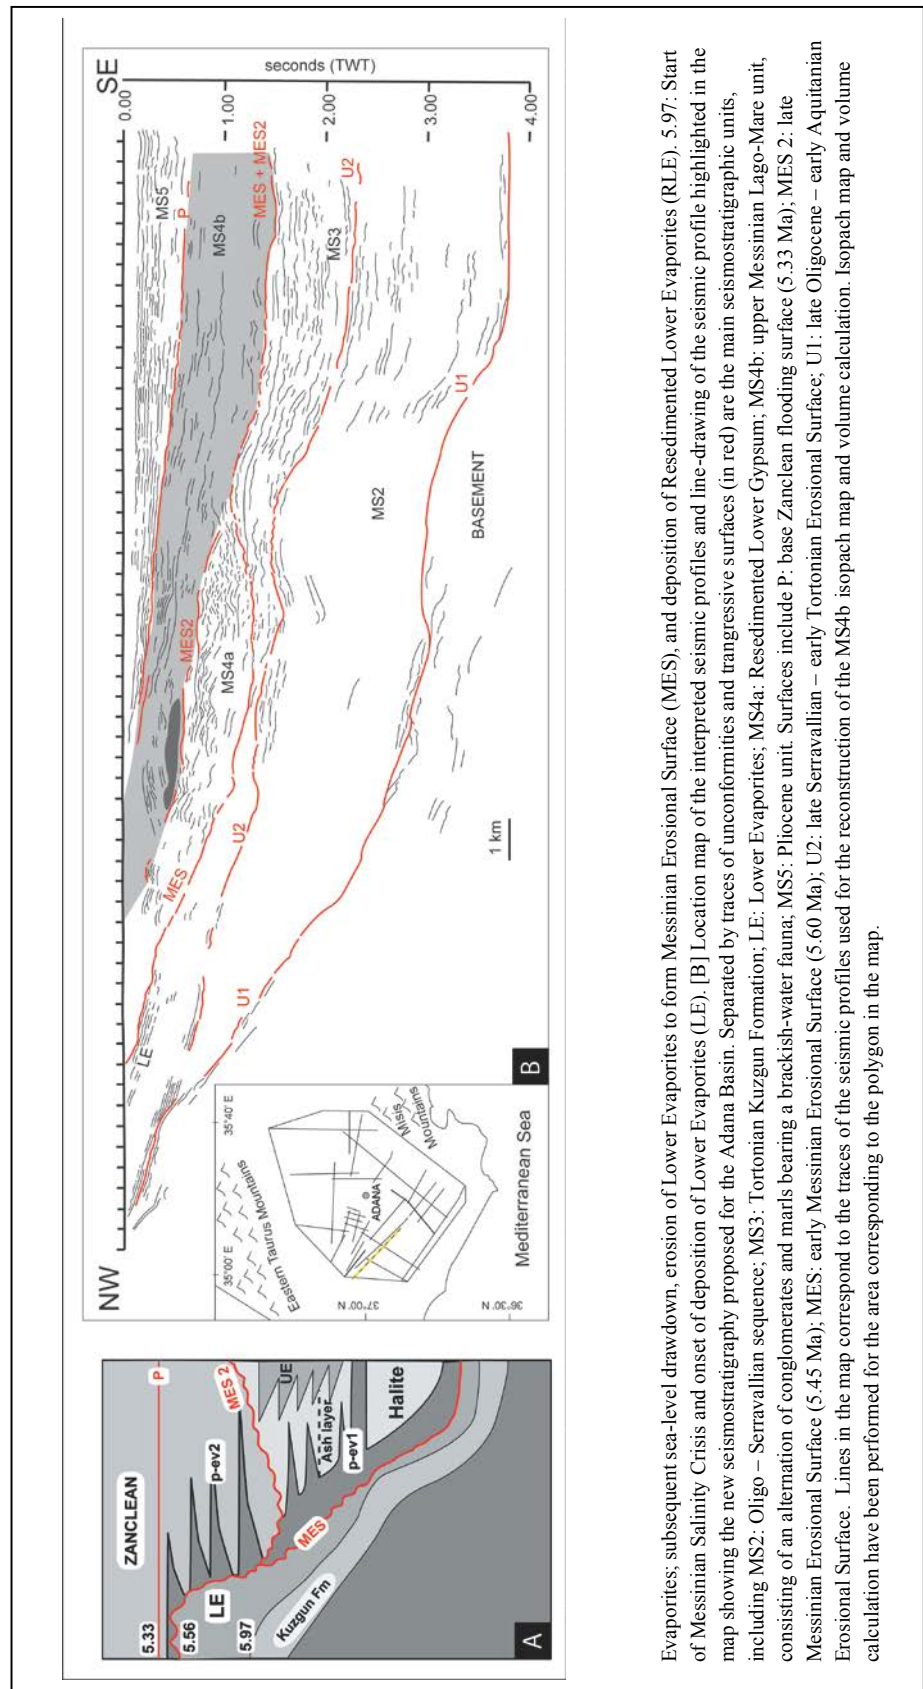 A
ZANCLEAN
P
5.33
5.56
5.97
LE
Kuzgun Fm
MES
MES 2
p-ev2
UE
Ash layer
p-ev1
Halite
B
NW
SE
35°00' E
35°40' E
37°00' N
36°30' N
Eastern Taurus Mountains
Misis
Mountains
ADANA
Mediterranean Sea
seconds (TWT)
0.00
1.00
2.00
3.00
4.00
LE
MES
U2
U1
1 km
MS4a
MES2
MS5
P
MS4b
MES + MES2
MS3
U2
MS2
U1
BASEMENT
Evaporites; subsequent sea-level drawdown, erosion of Lower Evaporites to form Messinian Erosional Surface (MES), and deposition of Resedimented Lower Evaporites (RLE). 5.97: Start
of Messinian Salinity Crisis and onset of deposition of Lower Evaporites (LE). [B] Location map of the interpreted seismic profiles and line-drawing of the seismic profile highlighted in the
map showing the new seismostratigraphy proposed for the Adana Basin. Separated by traces of unconformities and trangressive surfaces (in red) are the main seismostratigraphic units,
including MS2: Oligo – Serravallian sequence; MS3: Tortonian Kuzgun Formation; LE: Lower Evaporites; MS4a: Resedimented Lower Gypsum; MS4b: upper Messinian Lago-Mare unit,
consisting of an alternation of conglomerates and marls bearing a brackish-water fauna; MS5: Pliocene unit. Surfaces include P: base Zanclean flooding surface (5.33 Ma); MES 2: late
Messinian Erosional Surface (5.45 Ma); MES: early Messinian Erosional Surface (5.60 Ma); U2: late Serravallian – early Tortonian Erosional Surface; U1: late Oligocene – early Aquitanian
Erosional Surface. Lines in the map correspond to the traces of the seismic profiles used for the reconstruction of the MS4b isopach map and volume calculation. Isopach map and volume
calculation have been performed for the area corresponding to the polygon in the map.